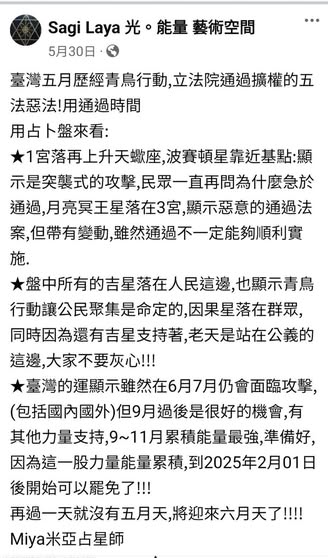 Sagi Laya 光。能量 藝術空間
5月30日
臺灣五月歷經青鳥行動,立法院通過擴權的五
法惡法!用通過時間
用占卜盤來看:
★1宮落再上升天蠍座,波賽頓星靠近基點:顯
示是突襲式的攻擊,民眾一直再問為什麼急於
通過,月亮冥王星落在3宮,顯示惡意的通過法
案,但帶有變動,雖然通過不一定能夠順利實
施.
★盤中所有的吉星落在人民這邊,也顯示青鳥
行動讓公民聚集是命定的,因果星落在群眾,
同時因為還有吉星支持著,老天是站在公義的
這邊,大家不要灰心!!!
★臺灣的運顯示雖然在6月7月仍會面臨攻擊,
(包括國內國外)但9月過後是很好的機會,有
其他力量支持,9~11月累積能量最強,準備好,
因為這一股力量能量累積,到2025年2月01日
後開始可以罷免了!!!
再過一天就沒有五月天,將迎來六月天了!!!!
Miya米亞占星師